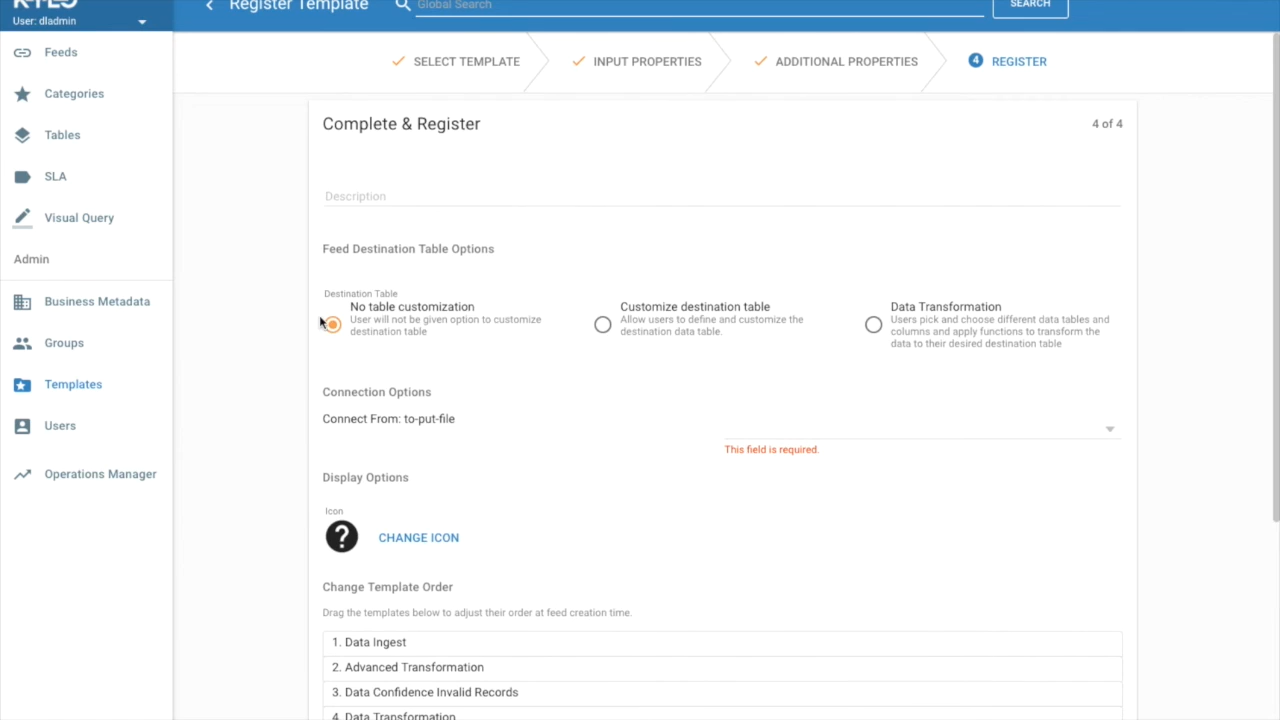 User: dladmin
Register Template
Global Search
SEARCH
Feeds
Categories
Tables
SLA
Visual Query
Admin
Business Metadata
Groups
Templates
Users
Operations Manager
SELECT TEMPLATE
INPUT PROPERTIES
ADDITIONAL PROPERTIES
4 REGISTER
Complete & Register
4 of 4
Description
Feed Destination Table Options
Destination Table
No table customization
User will not be given option to customize
destination table
Customize destination table
Allow users to define and customize the
destination data table.
Data Transformation
Users pick and choose different data tables and
columns and apply functions to transform the
data to their desired destination table
Connection Options
Connect From: to-put-file
This field is required.
Display Options
Icon
?
CHANGE ICON
Change Template Order
Drag the templates below to adjust their order at feed creation time.
1. Data Ingest
2. Advanced Transformation
3. Data Confidence Invalid Records
4. Data Transformation